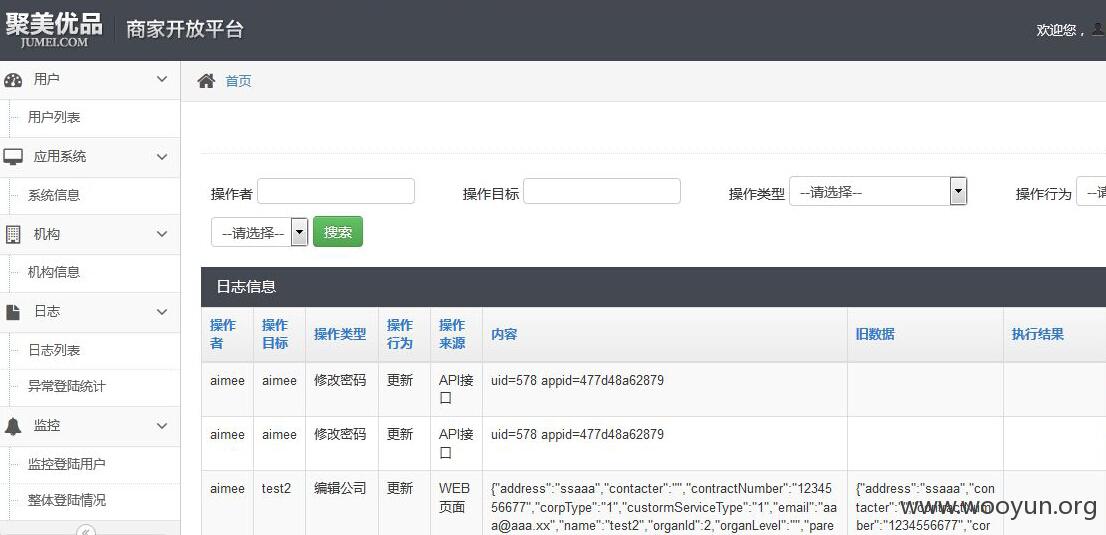 聚美优品
JUMEI.COM
商家开放平台
欢迎您，
用户
用户列表
应用系统
系统信息
机构
机构信息
日志
日志列表
异常登陆统计
监控
监控登陆用户
整体登陆情况
首页
操作者
操作目标
操作类型 --请选择--
操作行为
--请选择-- 搜索
日志信息
操作者 操作目标 操作类型 操作行为 操作来源 内容 旧数据 执行结果
aimee aimee 修改密码 更新 API接口 uid=578 appid=477d48a62879
aimee aimee 修改密码 更新 API接口 uid=578 appid=477d48a62879
aimee test2 编辑公司 更新 WEB页面
{"address":"ssaaa","contacter":"","contractNumber":"1234
556677","corpType":"1","custormServiceType":"1","email":"aa
a@aaa.xx","name":"test2","organId":2,"organLevel":"","pare
{"address":"ssaaa","con
tacter":"","contractNum
ber":"1234556677","cor
www.wooyun.org